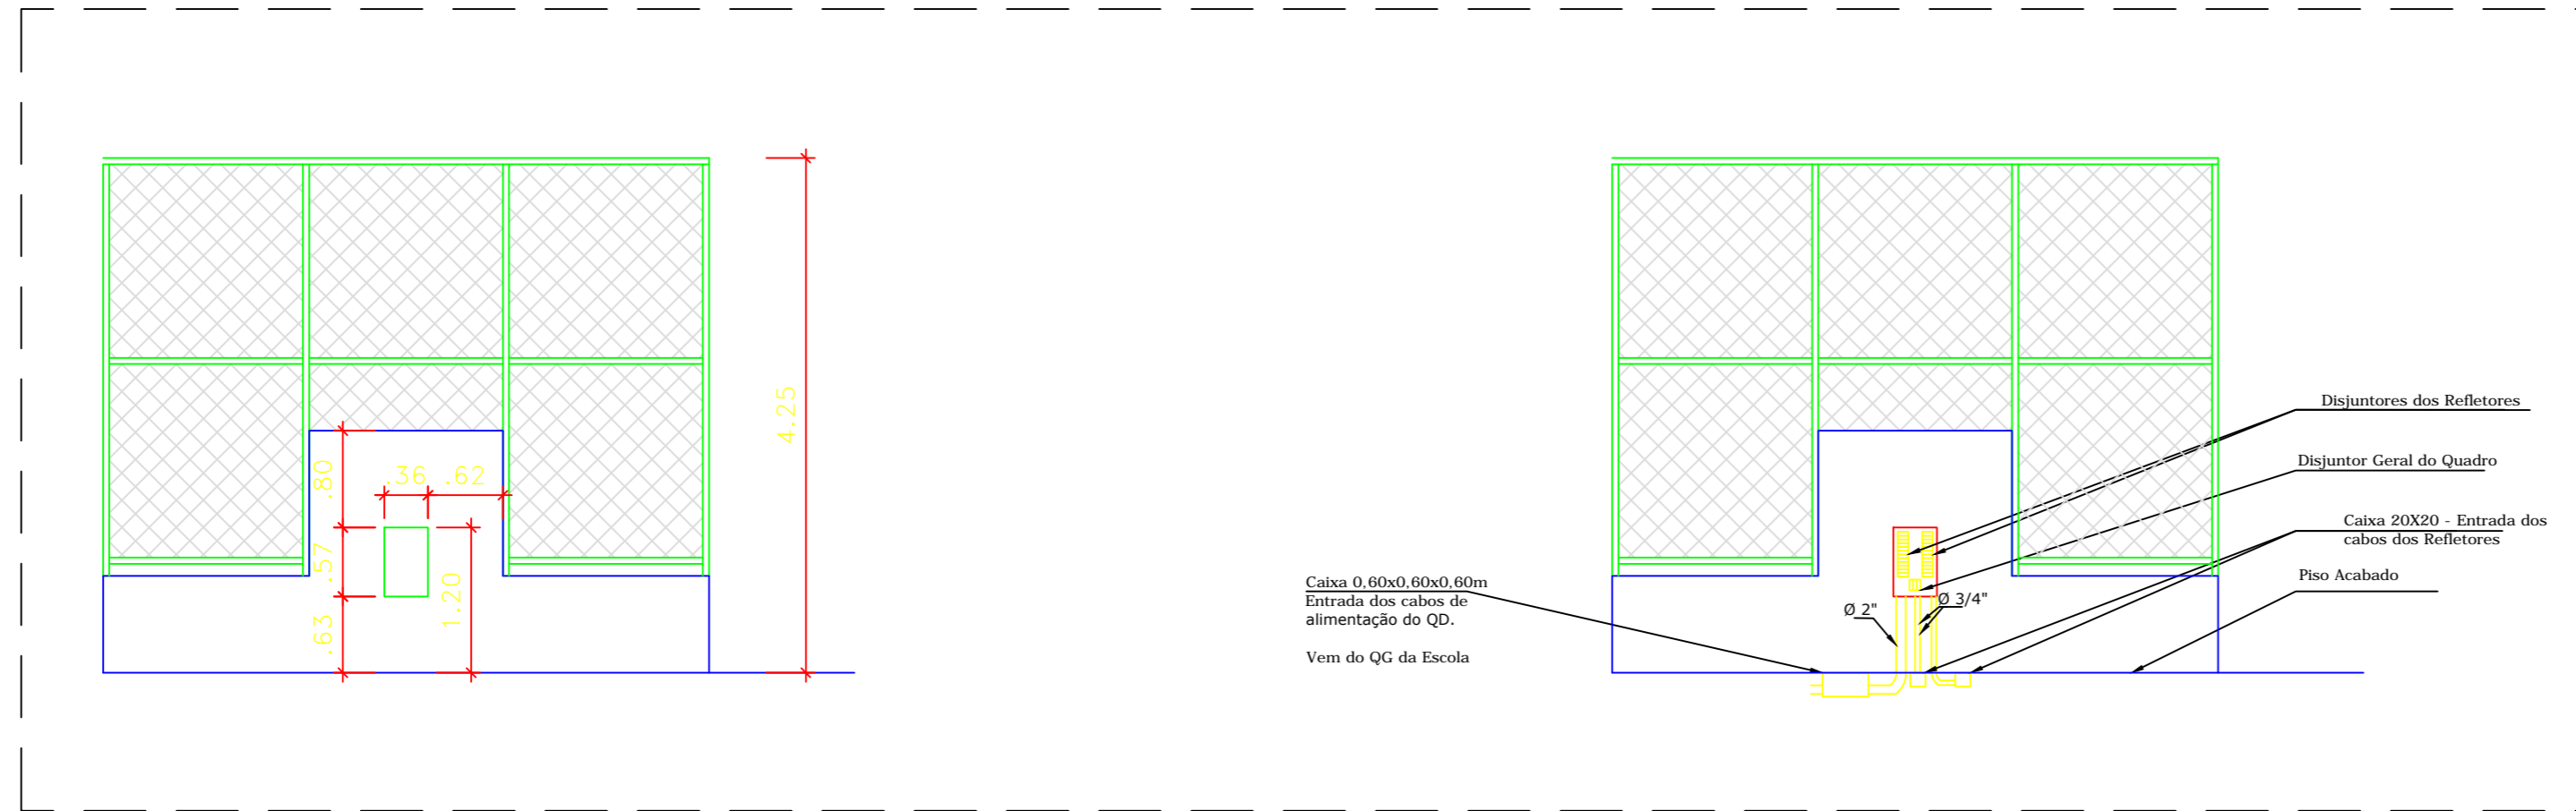 4.25
.80
.36
.62
.57
1.20
.63
Disjuntores dos Refletores
Disjuntor Geral do Quadro
Caixa 20X20 - Entrada dos
cabos dos Refletores
Piso Acabado
Caixa 0,60x0,60x0,60m
Entrada dos cabos de
alimentação do QD.
Vem do QG da Escola
Ø 2"
Ø 3/4"